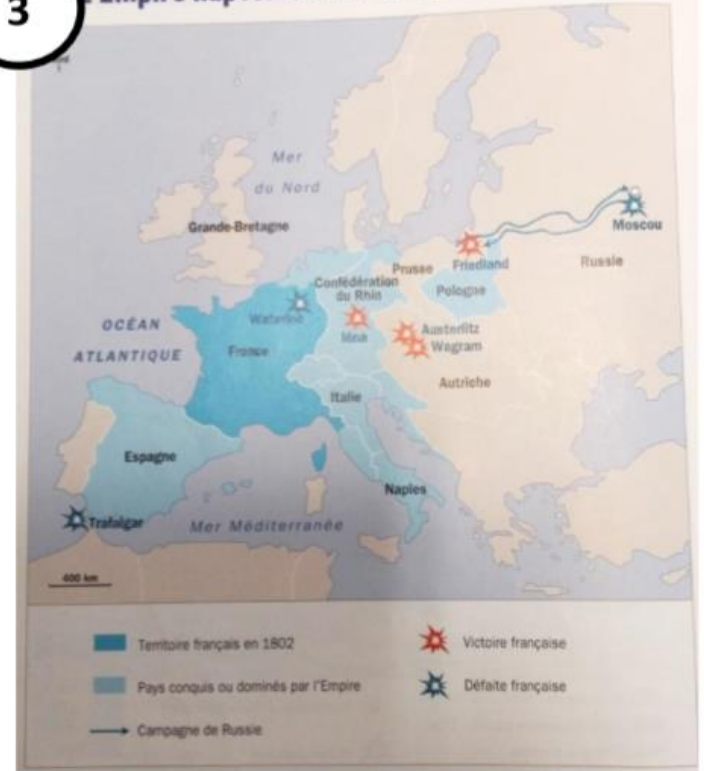 3
Empire
Mer
du Nord
Grande-Bretagne
Moscou
Friedland
Russie
Prusse
Confédération
du Rhin
Pologne
Waterloo
OCÉAN
ATLANTIQUE
Iéna
Austerlitz
Wagram
France
Autriche
Italie
Espagne
Naples
Trafalgar
Mer Méditerranée
400 km
Territoire français en 1802
Victoire française
Pays conquis ou dominés par l'Empire
Défaite française
Campagne de Russie